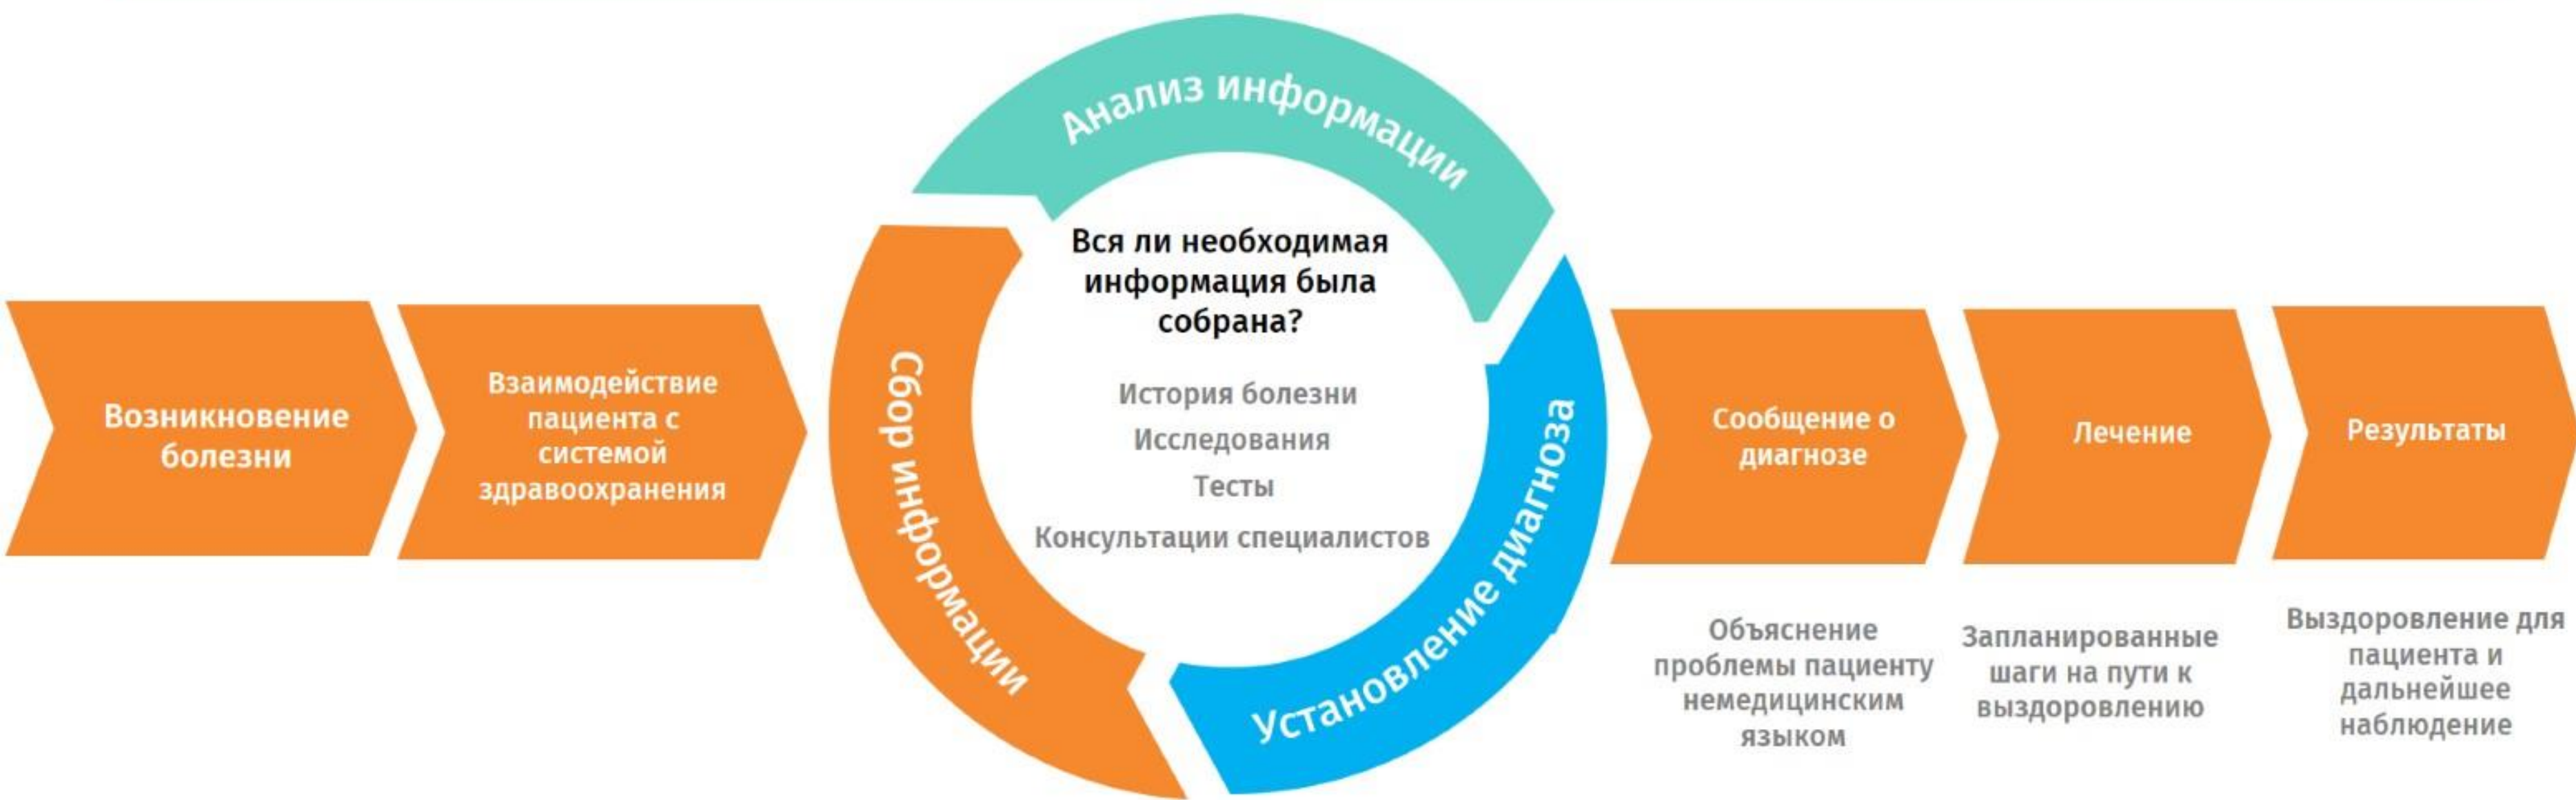 Возникновение
болезни
Взаимодействие
пациента с
системой
здравоохранения
Сбор информации
Анализ информации
Установление диагноза
Вся ли необходимая
информация была
собрана?
История болезни
Исследования
Тесты
Консультации специалистов
Сообщение о
диагнозе
Объяснение
проблемы пациенту
немедицинским
языком
Лечение
Запланированные
шаги на пути к
выздоровлению
Результаты
Выздоровление для
пациента и
дальнейшее
наблюдение